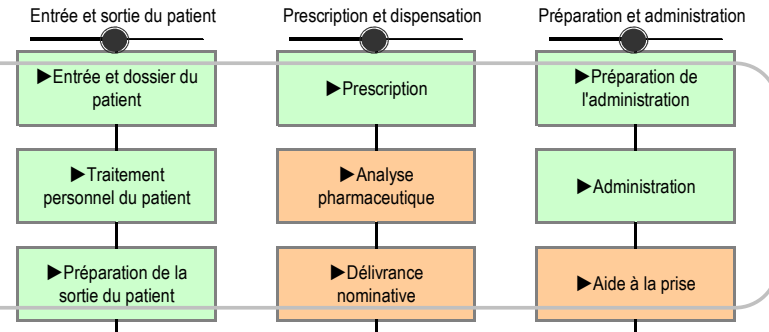 Entrée et sortie du patient
▶Entrée et dossier du
patient
▶Traitement
personnel du patient
▶Préparation de la
sortie du patient
Prescription et dispensation
▶Prescription
▶Analyse
pharmaceutique
▶Délivrance
nominative
Préparation et administration
▶Préparation de
l'administration
▶Administration
▶Aide à la prise